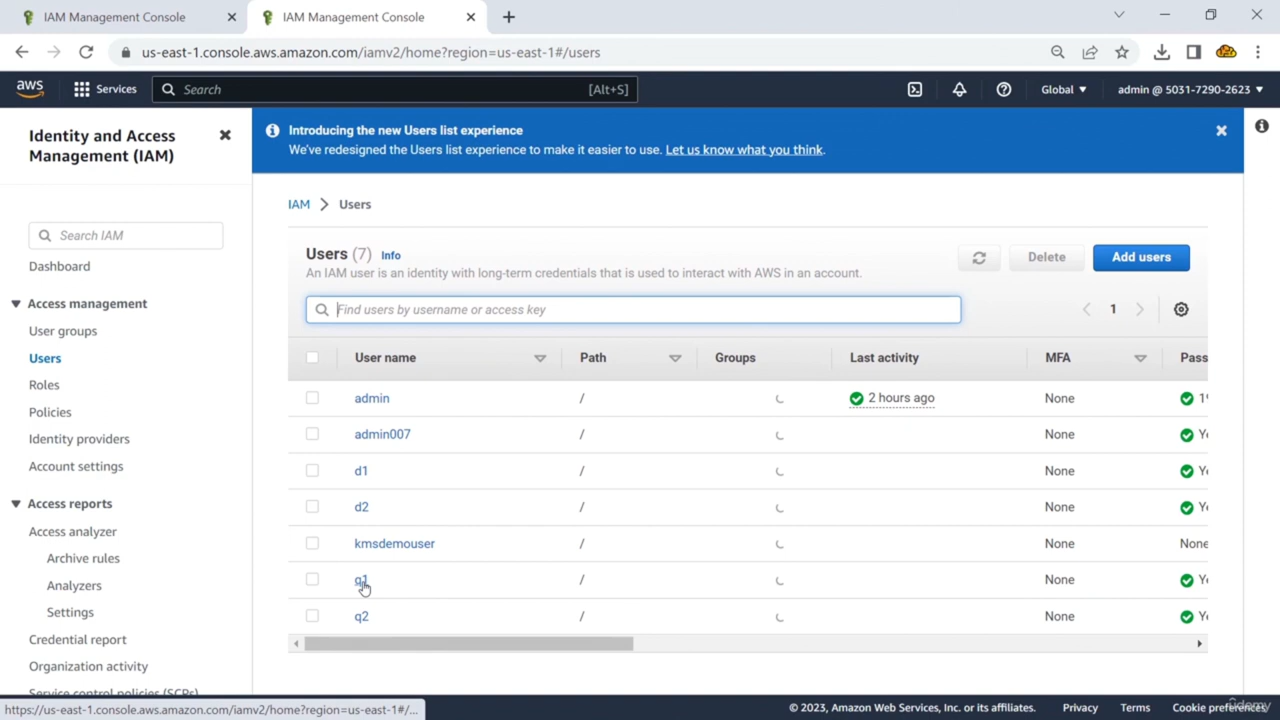 IAM Management Console
IAM Management Console
us-east-1.console.aws.amazon.com/iamv2/home?region=us-east-1#/users
aws
Services
Search
[Alt+S]
Global
admin @ 5031-7290-2623
Identity and Access
Management (IAM)
Search IAM
Dashboard
Access management
User groups
Users
Roles
Policies
Identity providers
Account settings
Access reports
Access analyzer
Archive rules
Analyzers
Settings
Credential report
Organization activity
Service control policies (SCPs)
Introducing the new Users list experience
We've redesigned the Users list experience to make it easier to use. Let us know what you think.
IAM > Users
Users (7) Info
An IAM user is an identity with long-term credentials that is used to interact with AWS in an account.
Delete
Add users
Find users by username or access key
1
User name Path Groups Last activity MFA Pass
admin / 2 hours ago None
admin007 / None
d1 / None
d2 / None
kmsdemouser / None None
q1 / None
q2 / None
https://us-east-1.console.aws.amazon.com/iamv2/home?region=us-east-1#/...
© 2023, Amazon Web Services, Inc. or its affiliates.
Privacy
Terms
Cookie preferences
udemy